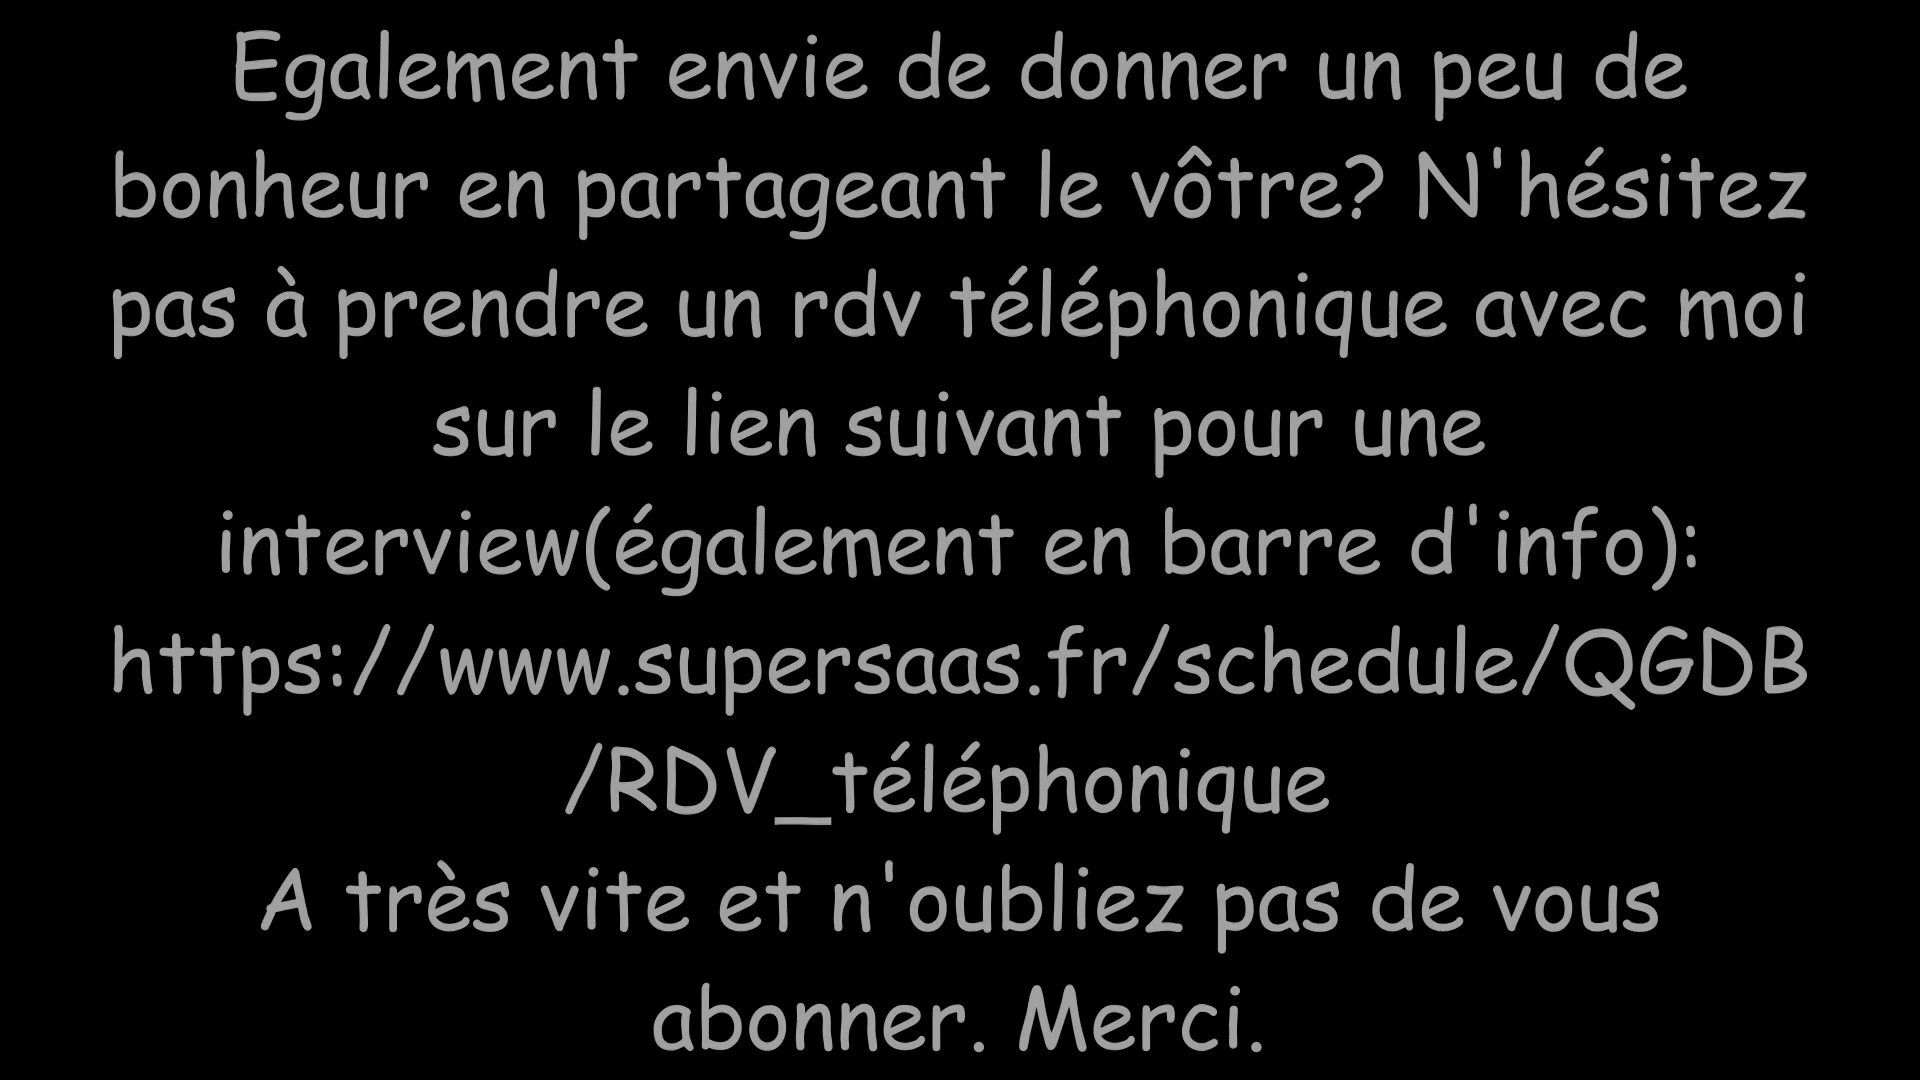 Egalement envie de donner un peu de
bonheur en partageant le vôtre? N'hésitez
pas à prendre un rdv téléphonique avec moi
sur le lien suivant pour une
interview(également en barre d'info):
https://www.supersaas.fr/schedule/QGDB
/RDV_téléphonique
A très vite et n'oubliez pas de vous
abonner. Merci.